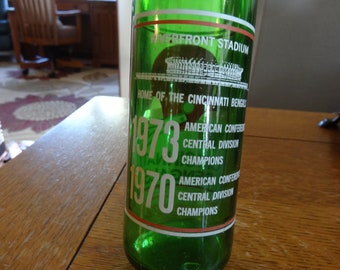 RIVERFRONT STADIUM
HOME OF THE CINCINNATI BENGALS
1973 AMERICAN CONFERENCE
CENTRAL DIVISION
CHAMPIONS
1970 AMERICAN CONFERENCE
CENTRAL DIVISION
CHAMPIONS